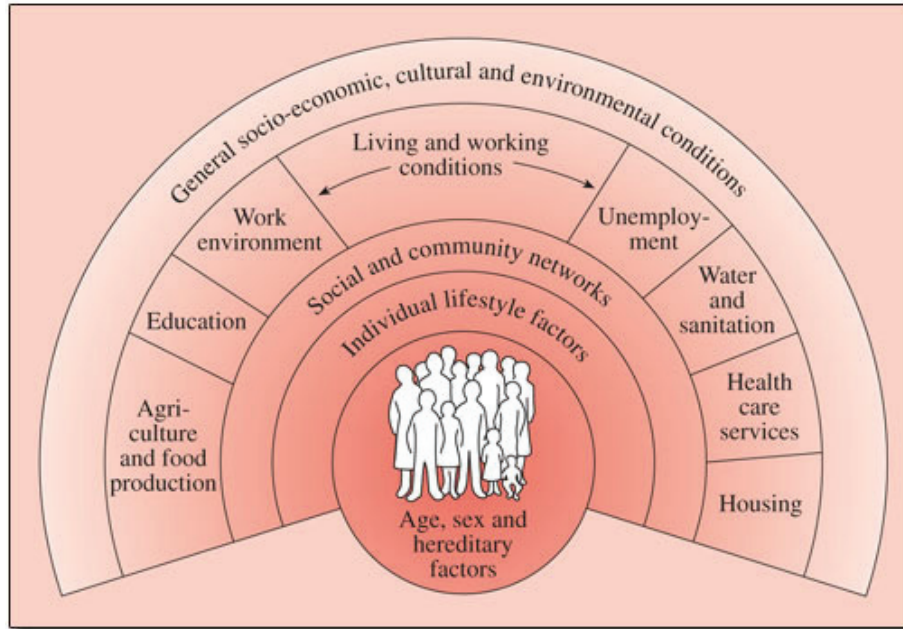 General socio-economic, cultural and environmental conditions
Living and working
conditions
Work
environment
Unemploy-
ment
Education
Water
and
sanitation
Agri-
culture
and food
production
Health
care
services
Housing
Social and community networks
Individual lifestyle factors
Age, sex and
hereditary
factors